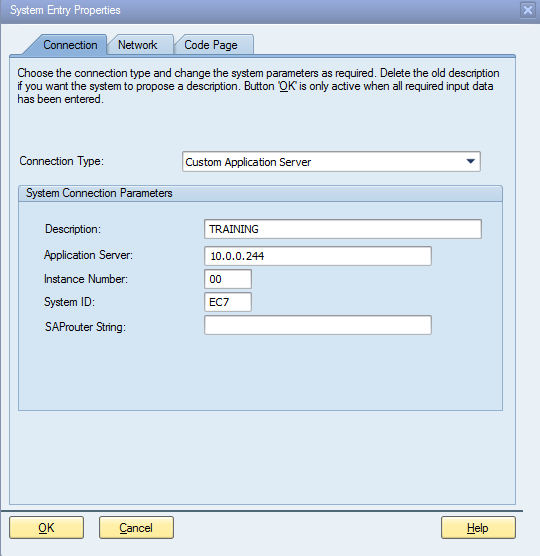 System Entry Properties
Connection Network Code Page
Choose the connection type and change the system parameters as required. Delete the old description
if you want the system to propose a description. Button 'OK' is only active when all required input data
has been entered.
Connection Type: Custom Application Server
System Connection Parameters
Description: TRAINING
Application Server: 10.0.0.244
Instance Number: 00
System ID: EC7
SAProuter String:
OK Cancel Help